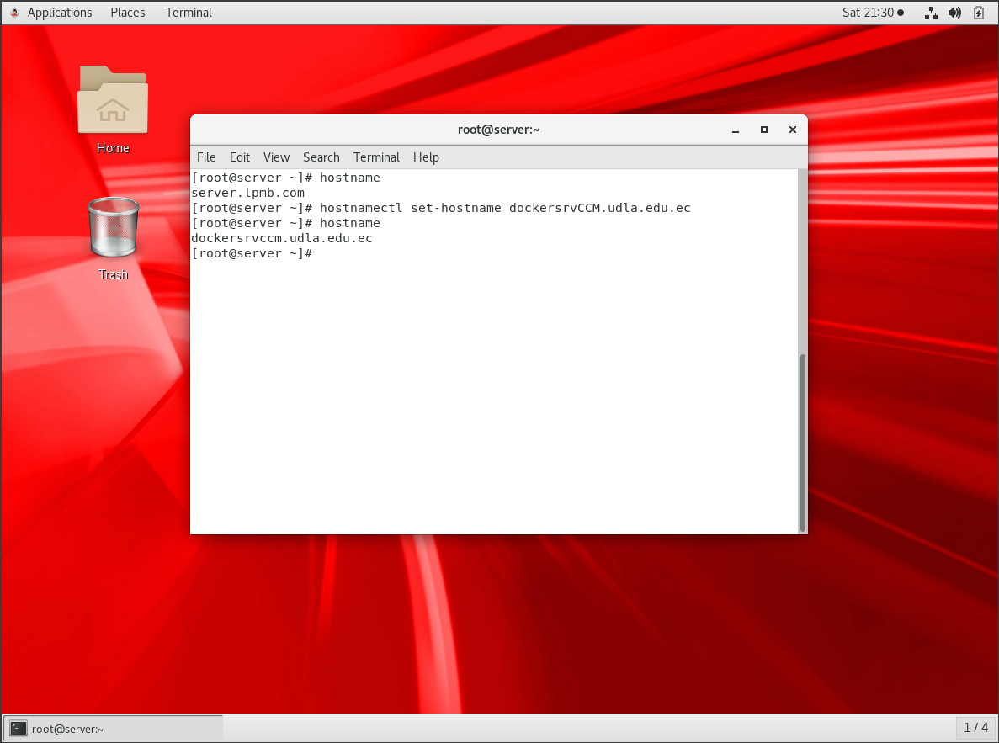 Applications Places Terminal Sat 21:30
Home
Trash
root@server:~
File Edit View Search Terminal Help
[root@server ~]# hostname
server.lpmb.com
[root@server ~]# hostnamectl set-hostname dockersrvCCM.udla.edu.ec
[root@server ~]# hostname
dockersrvccm.udla.edu.ec
[root@server ~]#
root@server:~ 1 / 4